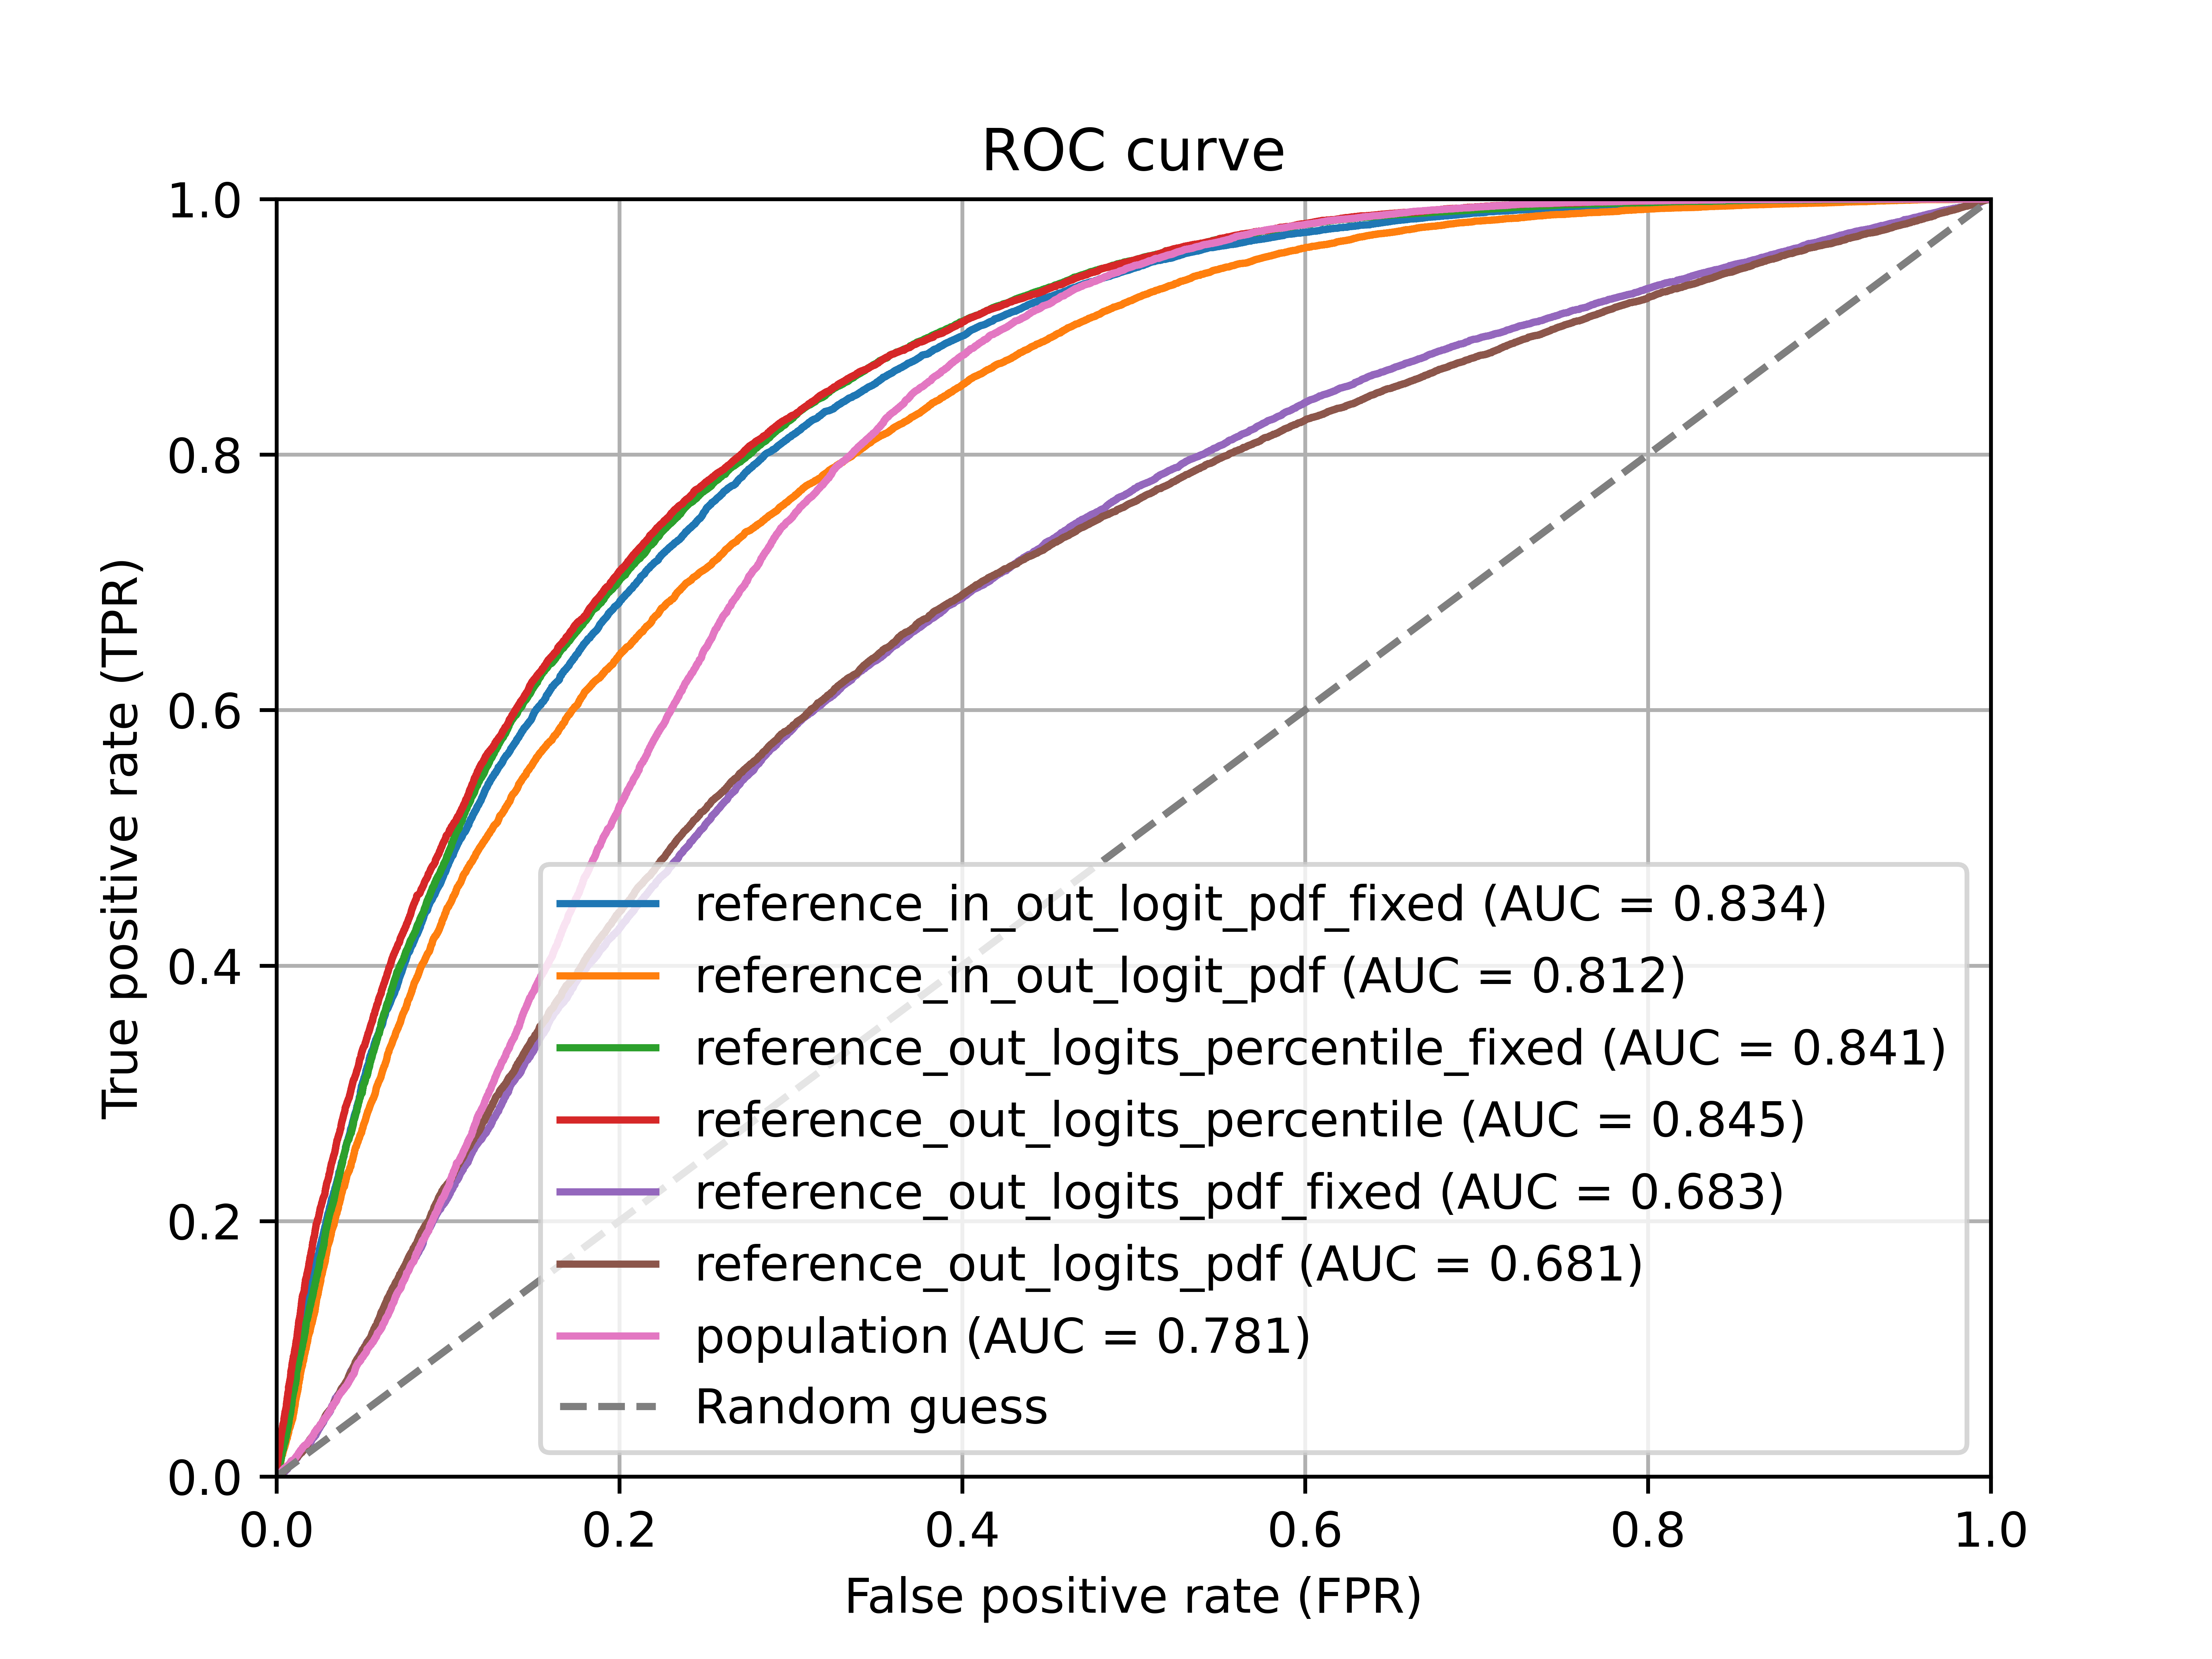 ROC curve
1.0
0.8
0.6
0.4
0.2
0.0
True positive rate (TPR)
reference_in_out_logit_pdf_fixed (AUC = 0.834)
reference_in_out_logit_pdf (AUC = 0.812)
reference_out_logits_percentile_fixed (AUC = 0.841)
reference_out_logits_percentile (AUC = 0.845)
reference_out_logits_pdf_fixed (AUC = 0.683)
reference_out_logits_pdf (AUC = 0.681)
population (AUC = 0.781)
Random guess
0.0 0.2 0.4 0.6 0.8 1.0
False positive rate (FPR)